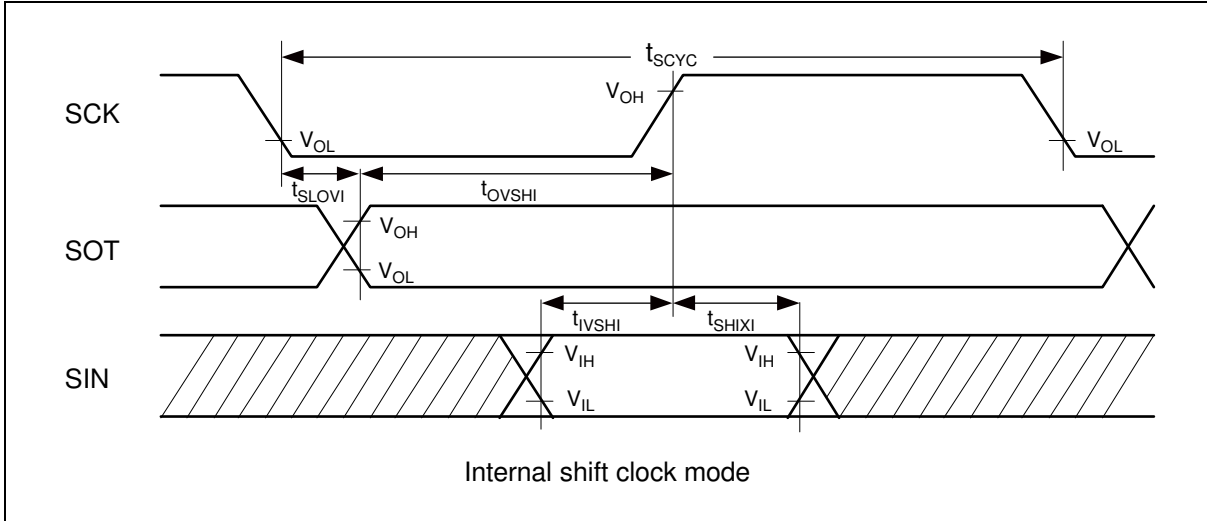 tSCYC
SCK
VOH
VOL
VOL
tSLOVI
tOVSHI
SOT
VOH
VOL
tIVSHI
tSHIXI
SIN
VIH
VIH
VIL
VIL
Internal shift clock mode